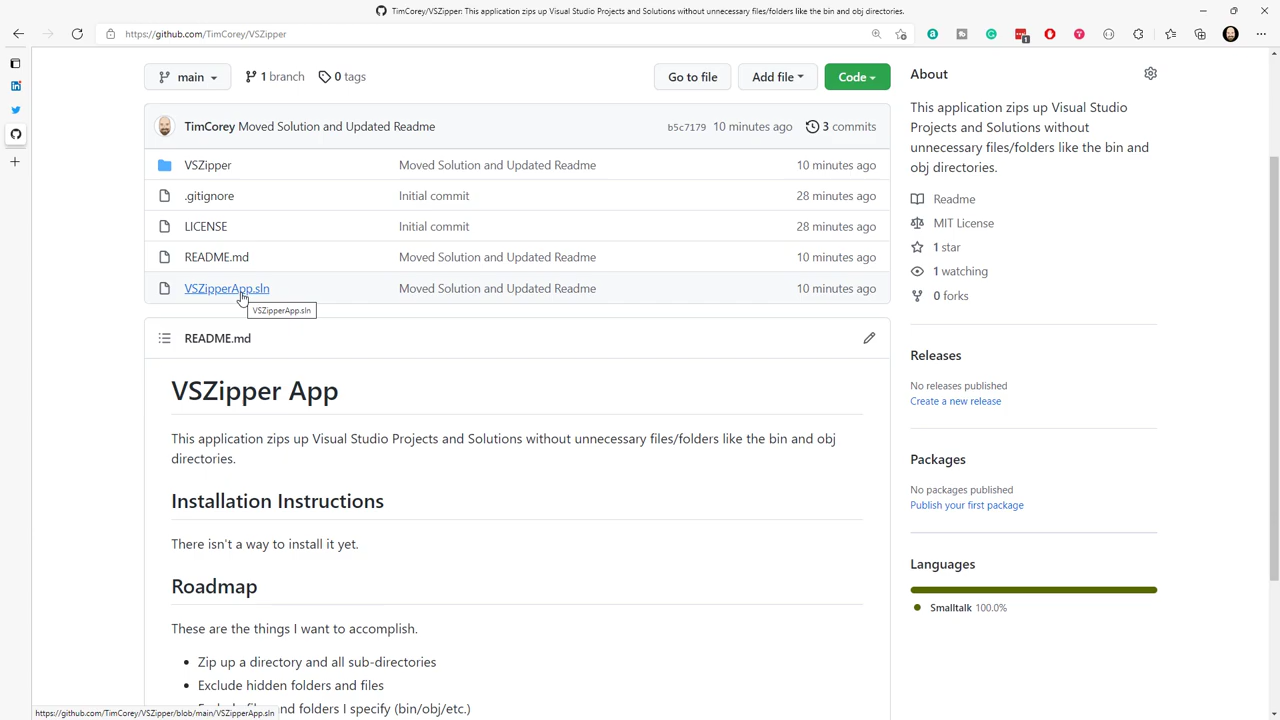 TimCorey/VSZipper: This application zips up Visual Studio Projects and Solutions without unnecessary files/folders like the bin and obj directories.
https://github.com/TimCorey/VSZipper
main
1 branch
0 tags
Go to file
Add file
Code
TimCorey Moved Solution and Updated Readme
b5c7179 10 minutes ago
3 commits
VSZipper Moved Solution and Updated Readme 10 minutes ago
.gitignore Initial commit 28 minutes ago
LICENSE Initial commit 28 minutes ago
README.md Moved Solution and Updated Readme 10 minutes ago
VSZipperApp.sln Moved Solution and Updated Readme 10 minutes ago
VSZipperApp.sln
README.md
VSZipper App
This application zips up Visual Studio Projects and Solutions without unnecessary files/folders like the bin and obj
directories.
Installation Instructions
There isn't a way to install it yet.
Roadmap
These are the things I want to accomplish.
• Zip up a directory and all sub-directories
• Exclude hidden folders and files
and folders I specify (bin/obj/etc.)
https://github.com/TimCorey/VSZipper/blob/main/VSZipperApp.sln
About
This application zips up Visual Studio
Projects and Solutions without
unnecessary files/folders like the bin and
obj directories.
Readme
MIT License
1 star
1 watching
0 forks
Releases
No releases published
Create a new release
Packages
No packages published
Publish your first package
Languages
Smalltalk 100.0%